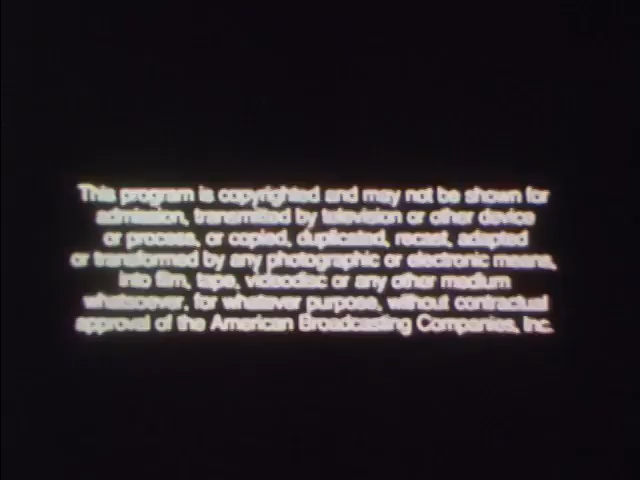 This program is copyrighted and may not be shown for
admission, transmitted by television or other device
or process, or copied, duplicated, recast, adapted
or transformed by any photographic or electronic means,
into film, tape, videodisc or any other medium
whatsoever, for whatever purpose, without contractual
approval of the American Broadcasting Companies, Inc.